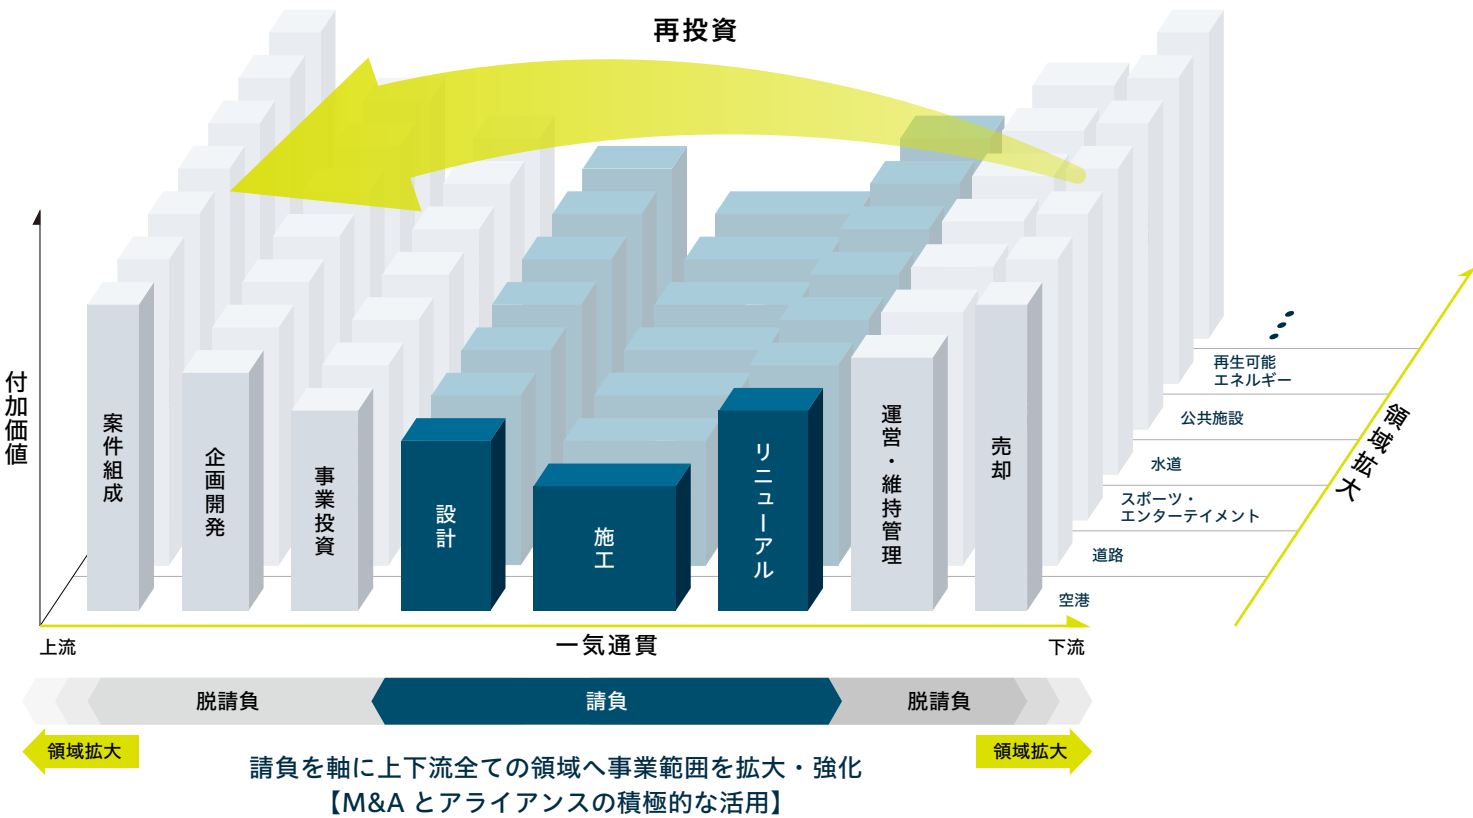 再投資
付加価値
案件組成
企画開発
事業投資
設計
施工
リニューアル
運営・維持管理
売却
再生可能
エネルギー
公共施設
水道
スポーツ・
エンターテイメント
道路
空港
領域拡大
上流
一気通貫
下流
脱請負
請負
脱請負
領域拡大
領域拡大
請負を軸に上下流全ての領域へ事業範囲を拡大・強化
【M&A とアライアンスの積極的な活用】